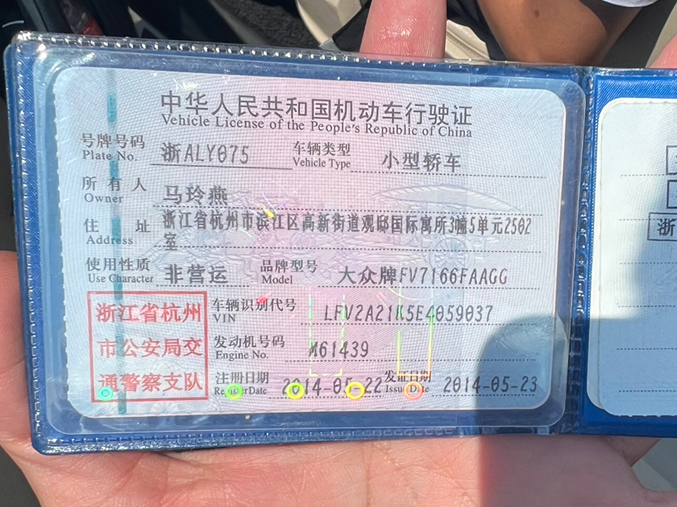 中华人民共和国机动车行驶证
Vehicle License of the People's Republic of China
号牌号码 浙ALY075 车辆类型 小型轿车
Plate No. Vehicle Type
所有人 马玲燕
Owner
住址 浙江省杭州市滨江区高新街道观邸国际寓所3幢5单元2502
Address 室
使用性质 非营运 品牌型号 大众牌FV7166FAAGG
Use Character Model
浙江省杭州 车辆识别代号 LFV2A21K5E4059037
VIN
市公安局交 发动机号码 M61439
Engine No.
通警察支队 注册日期 2014-05-22 发证日期 2014-05-23
Register Date Issue Date
浙